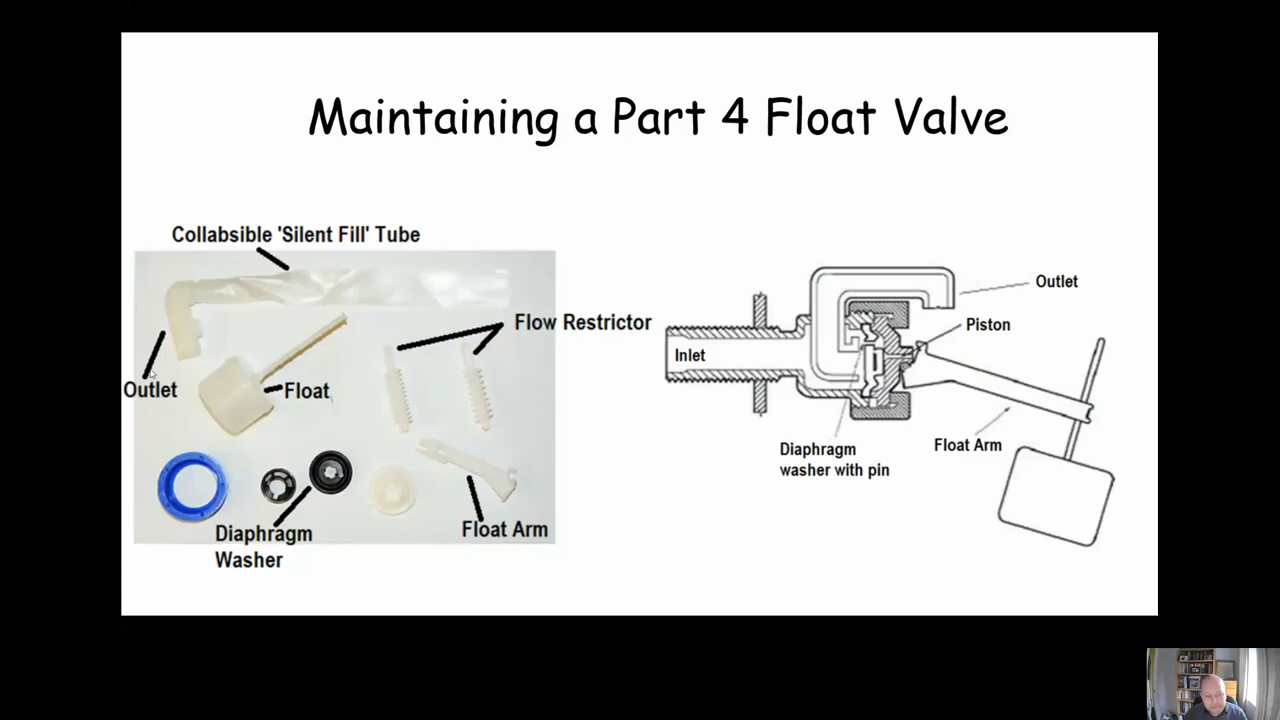 Maintaining a Part 4 Float Valve
Collabsible 'Silent Fill' Tube
Flow Restrictor
Outlet
Float
Diaphragm
Washer
Float Arm
Outlet
Piston
Inlet
Diaphragm
washer with pin
Float Arm